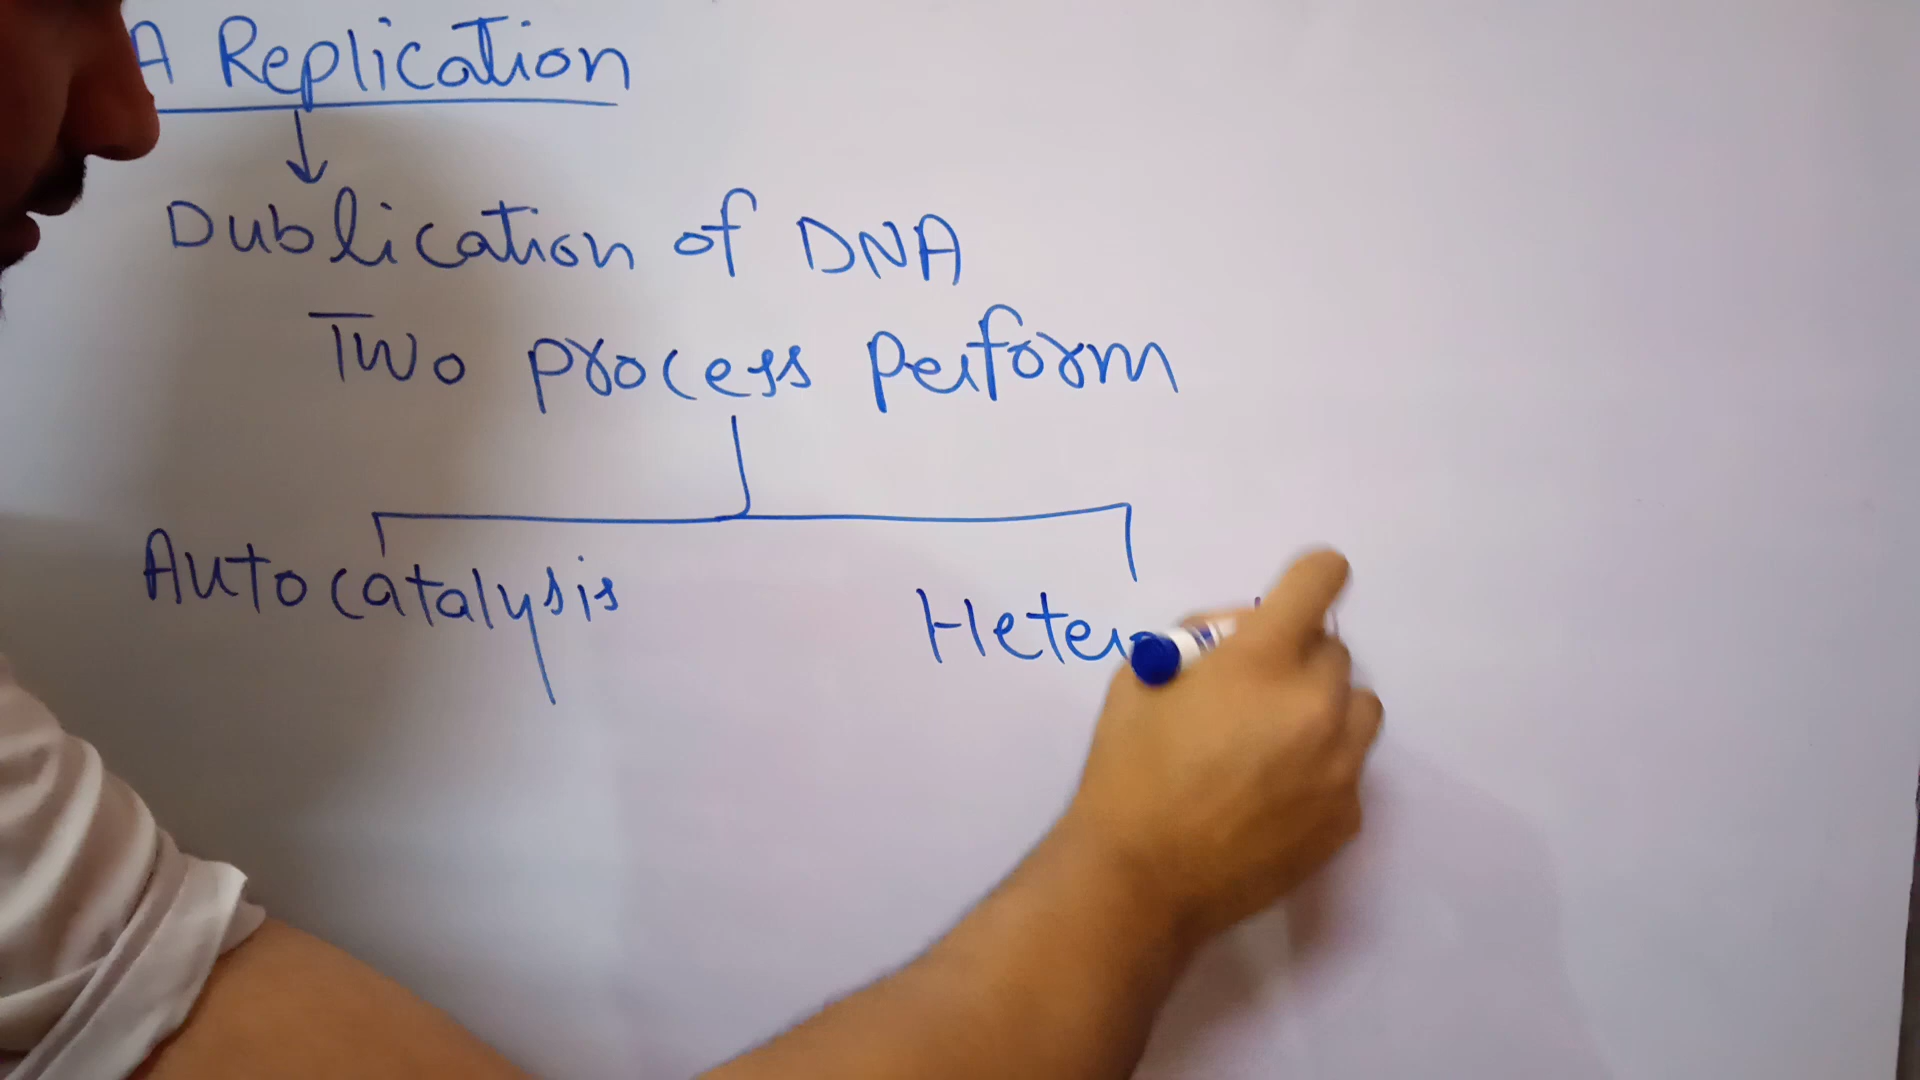 A Replication
Dublication of DNA
Two process perform
Autocatalysis
Heter